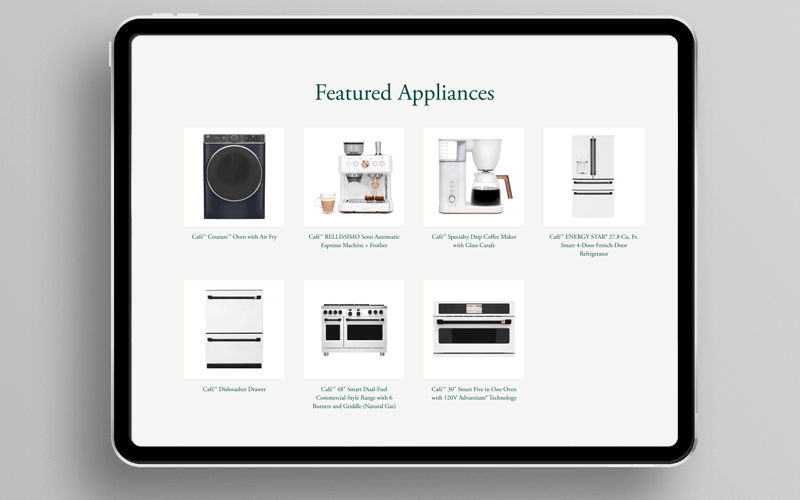 Featured Appliances
Café™ Couture™ Oven with Air Fry
Café™ BELLISSIMO Semi Automatic
Espresso Machine + Frother
Café™ Specialty Drip Coffee Maker
with Glass Carafe
Café™ ENERGY STAR® 27.8 Cu. Ft.
Smart 4-Door French-Door
Refrigerator
Café™ Dishwasher Drawer
Café™ 48" Smart Dual-Fuel
Commercial-Style Range with 6
Burners and Griddle (Natural Gas)
Café™ 30" Smart Five in One Oven
with 120V Advantium® Technology